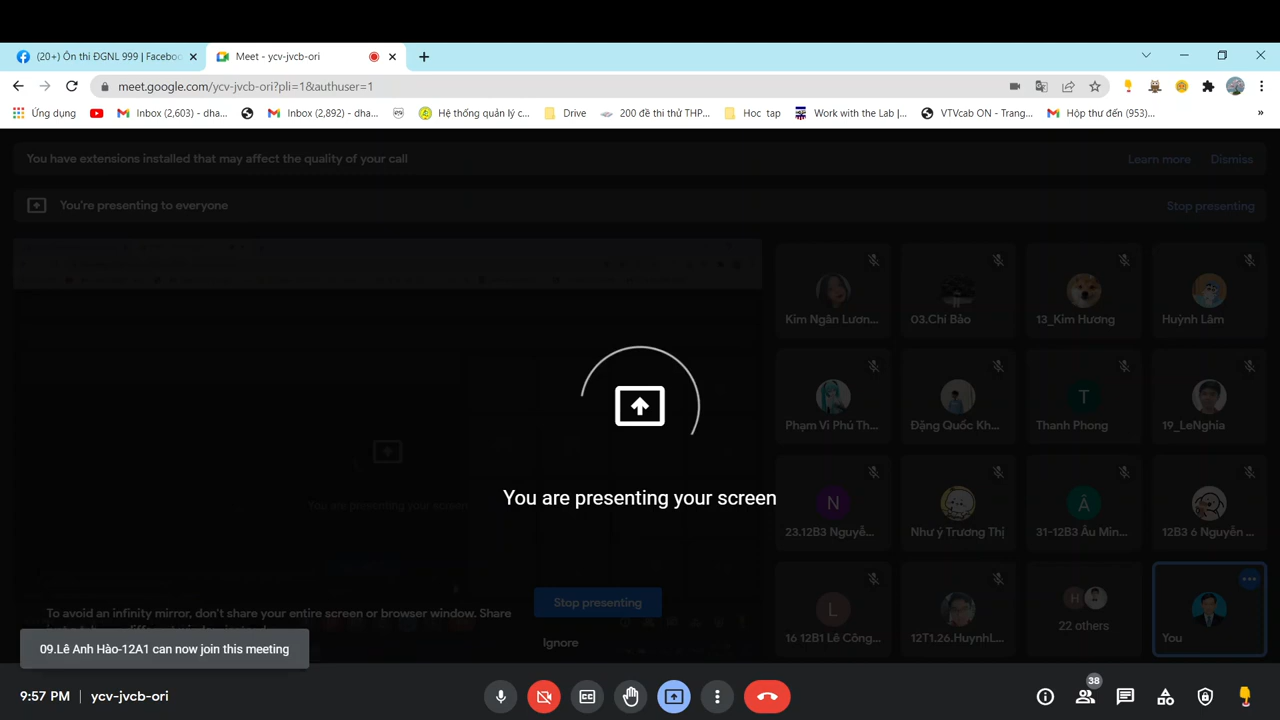 (20+) Ôn thi ĐGNL 999 | Faceboo
Meet - ycv-jvcb-ori
meet.google.com/ycv-jvcb-ori?pli=1&authuser=1
Ứng dụng
Inbox (2,603) - dha...
Inbox (2,892) - dha...
Hệ thống quản lý c...
Drive
200 đề thi thử THP...
Hoc tap
Work with the Lab |...
VTVcab ON - Trang...
Hộp thư đến (953)...
»
You have extensions installed that may affect the quality of your call
Learn more
Dismiss
You're presenting to everyone
Stop presenting
Kim Ngân Lươn...
03.Chí Bảo
13_Kim Hương
Huỳnh Lâm
Phạm Vĩ Phú Th...
Đặng Quốc Kh...
T
Thanh Phong
19_LeNghia
You are presenting your screen
You are presenting your screen
N
23.12B3 Nguyễ...
Như ý Trương Thị
Â
31-12B3 Âu Min...
12B3 6 Nguyễn ...
To avoid an infinity mirror, don't share your entire screen or browser window. Share
Stop presenting
Ignore
L
16 12B1 Lê Công...
12T1.26.HuynhL...
H
22 others
You
09.Lê Anh Hào-12A1 can now join this meeting
9:57 PM | ycv-jvcb-ori
38